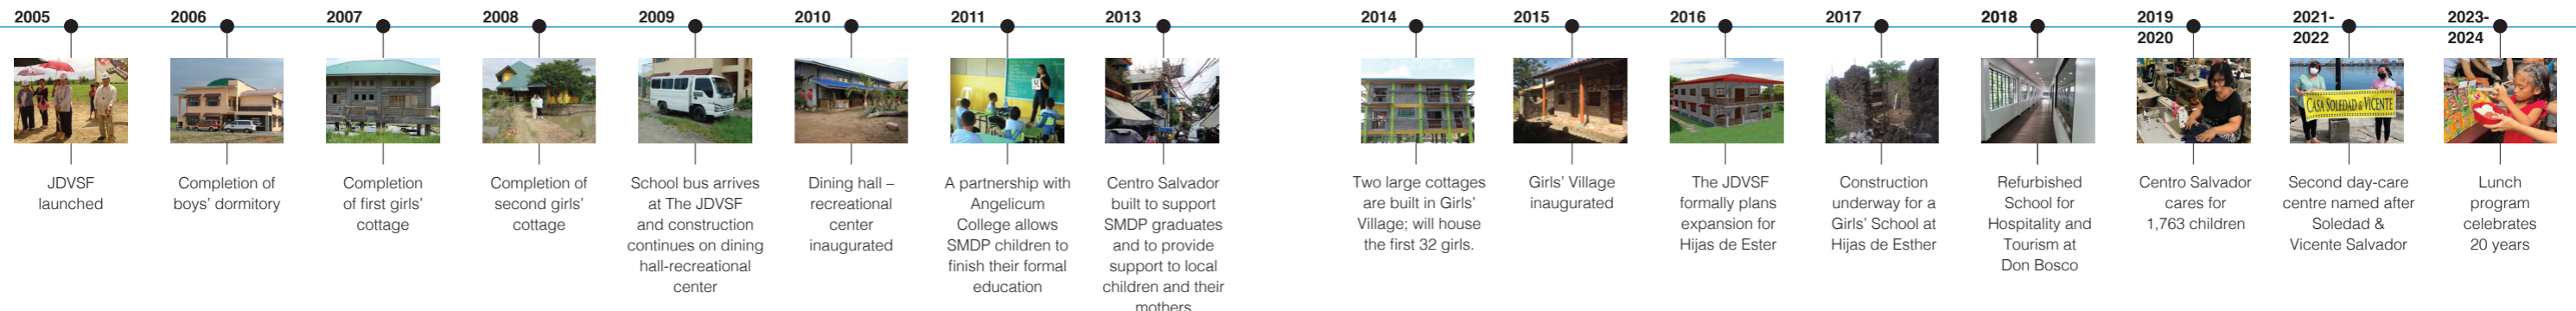 2005
JDVSF
launched
2006
Completion of
boys' dormitory
2007
Completion
of first girls'
cottage
2008
Completion of
second girls'
cottage
2009
School bus arrives
at The JDVSF
and construction
continues on dining
hall-recreational
center
2010
Dining hall –
recreational
center
inaugurated
2011
A partnership with
Angelicum
College allows
SMDP children to
finish their formal
education
2013
Centro Salvador
built to support
SMDP graduates
and to provide
support to local
children and their
mothers
2014
Two large cottages
are built in Girls'
Village; will house
the first 32 girls.
2015
Girls' Village
inaugurated
2016
The JDVSF
formally plans
expansion for
Hijas de Ester
2017
Construction
underway for a
Girls' School at
Hijas de Esther
2018
Refurbished
School for
Hospitality and
Tourism at
Don Bosco
2019
2020
Centro Salvador
cares for
1,763 children
2021-
2022
CASA SOLEDAD & VICENTE
Second day-care
centre named after
Soledad &
Vicente Salvador
2023-
2024
Lunch
program
celebrates
20 years